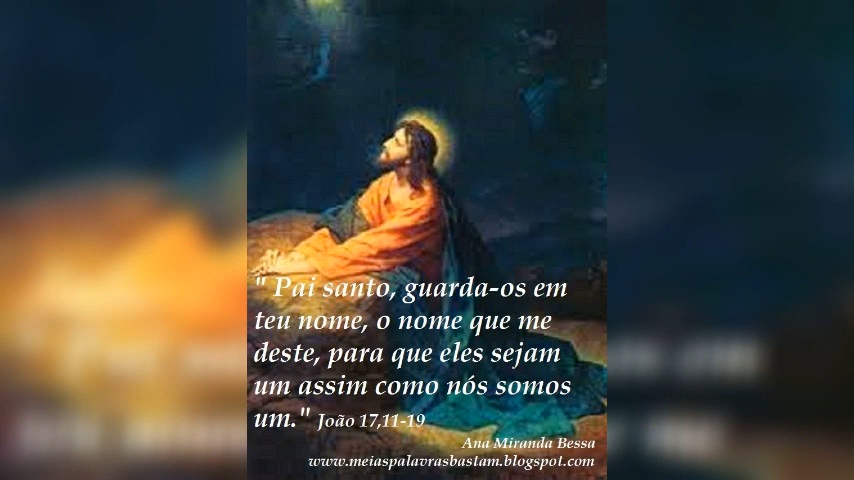 " Pai santo, guarda-os em
teu nome, o nome que me
deste, para que eles sejam
um assim como nós somos
um." João 17,11-19
Ana Miranda Bessa
www.meiaspalavrasbastam.blogspot.com